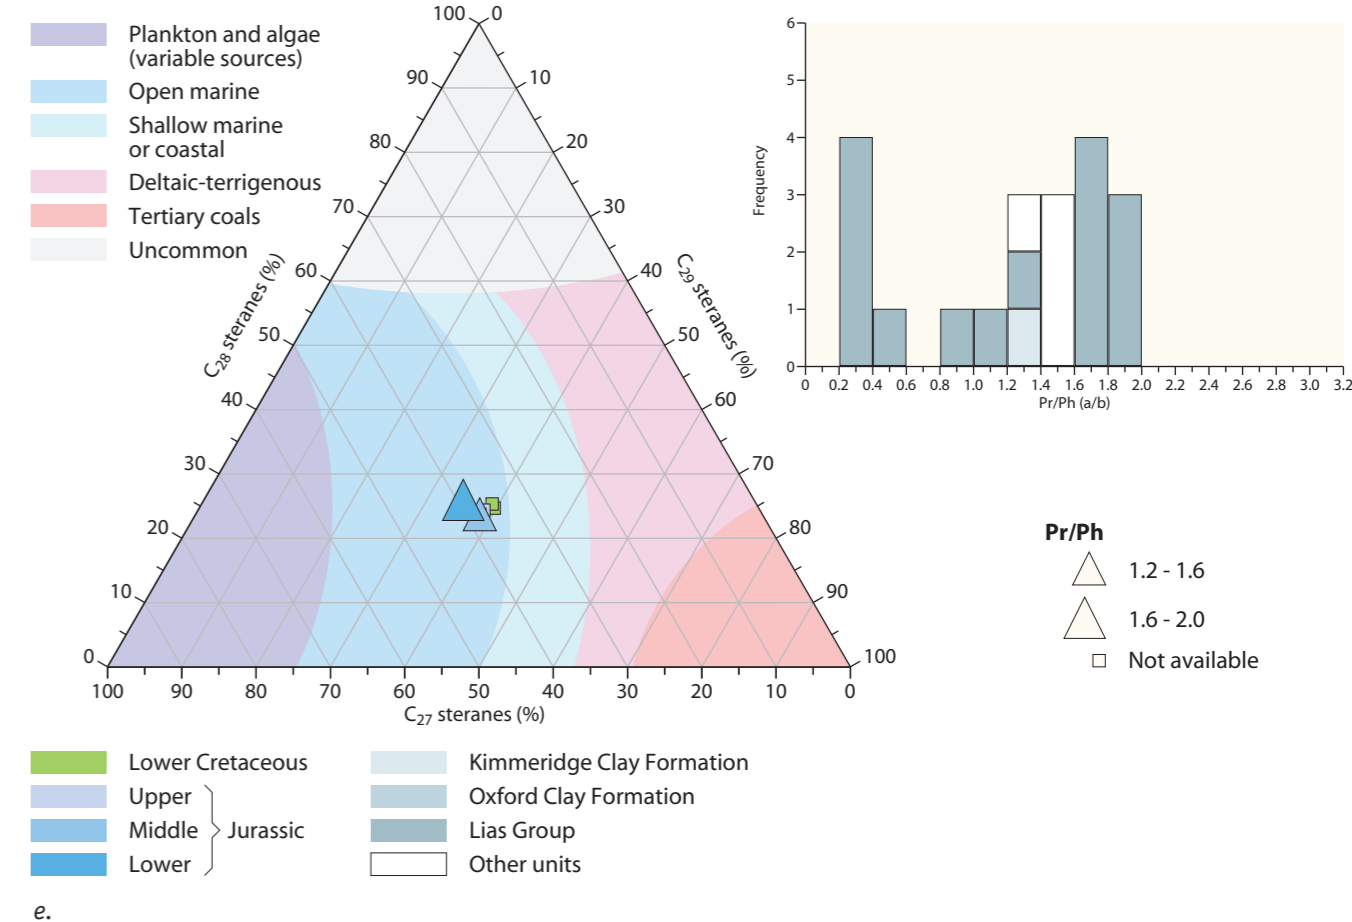 Plankton and algae
(variable sources)
Open marine
Shallow marine
or coastal
Deltaic-terrigenous
Tertiary coals
Uncommon
100 0
90 10
80 20
70 30
60 40
50 50
40 60
30 70
20 80
10 90
0 100
C28 steranes (%)
C29 steranes (%)
100 90 80 70 60 50 40 30 20 10 0
C27 steranes (%)
6
5
4
3
2
1
0
Frequency
0 0.2 0.4 0.6 0.8 1.0 1.2 1.4 1.6 1.8 2.0 2.2 2.4 2.6 2.8 3.0 3.2
Pr/Ph (a/b)
Pr/Ph
1.2 - 1.6
1.6 - 2.0
Not available
Lower Cretaceous
Upper
Middle
Lower
Jurassic
Kimmeridge Clay Formation
Oxford Clay Formation
Lias Group
Other units
e.